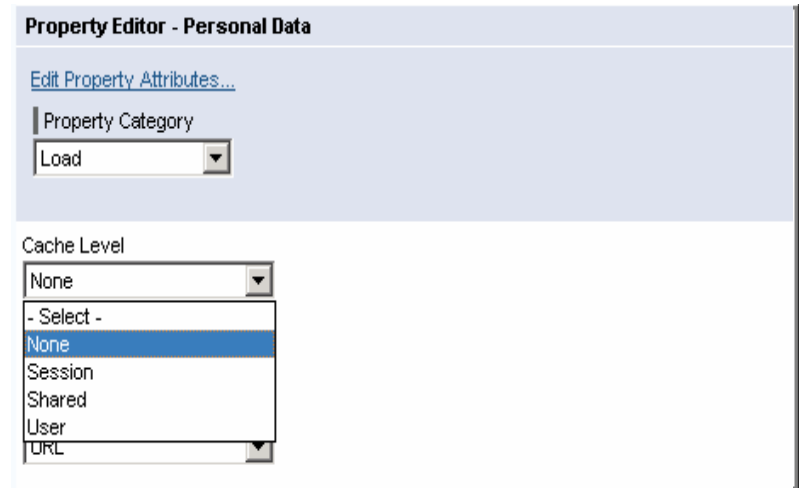 Property Editor - Personal Data
Edit Property Attributes...
Property Category
Load
Cache Level
None
- Select -
None
Session
Shared
User
URL